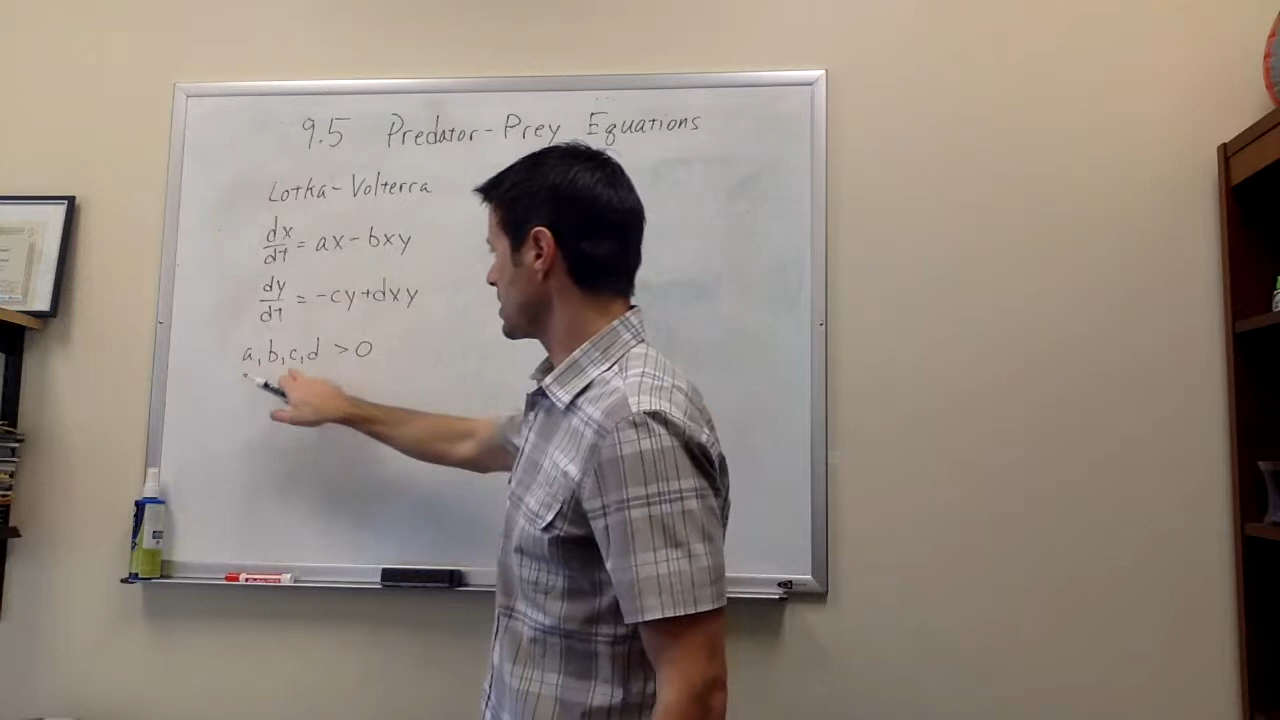 9.5 Predator-Prey Equations
Lotka-Volterra
dx/dt = ax - bxy
dy/dt = -cy+dxy
a, b, c, d > 0